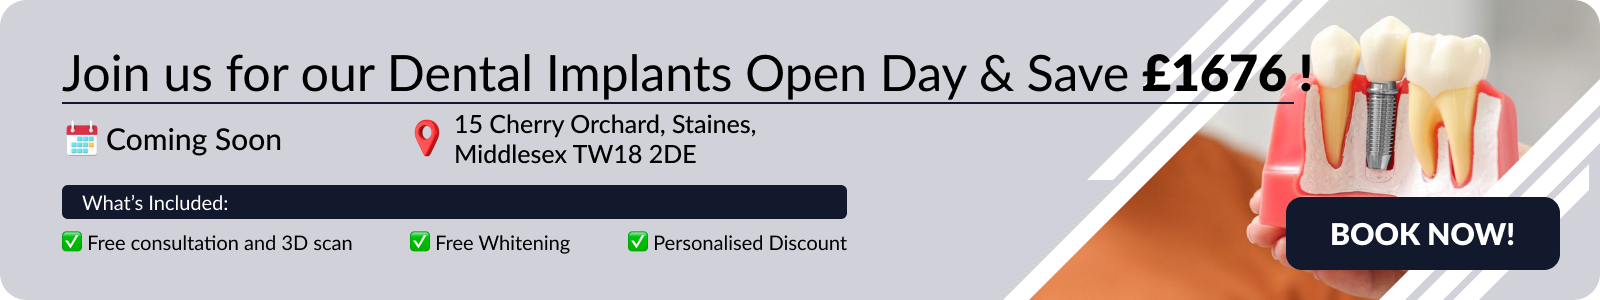 Join us for our Dental Implants Open Day & Save £1676 !
Coming Soon
15 Cherry Orchard, Staines,
Middlesex TW18 2DE
What's Included:
Free consultation and 3D scan
Free Whitening
Personalised Discount
BOOK NOW!